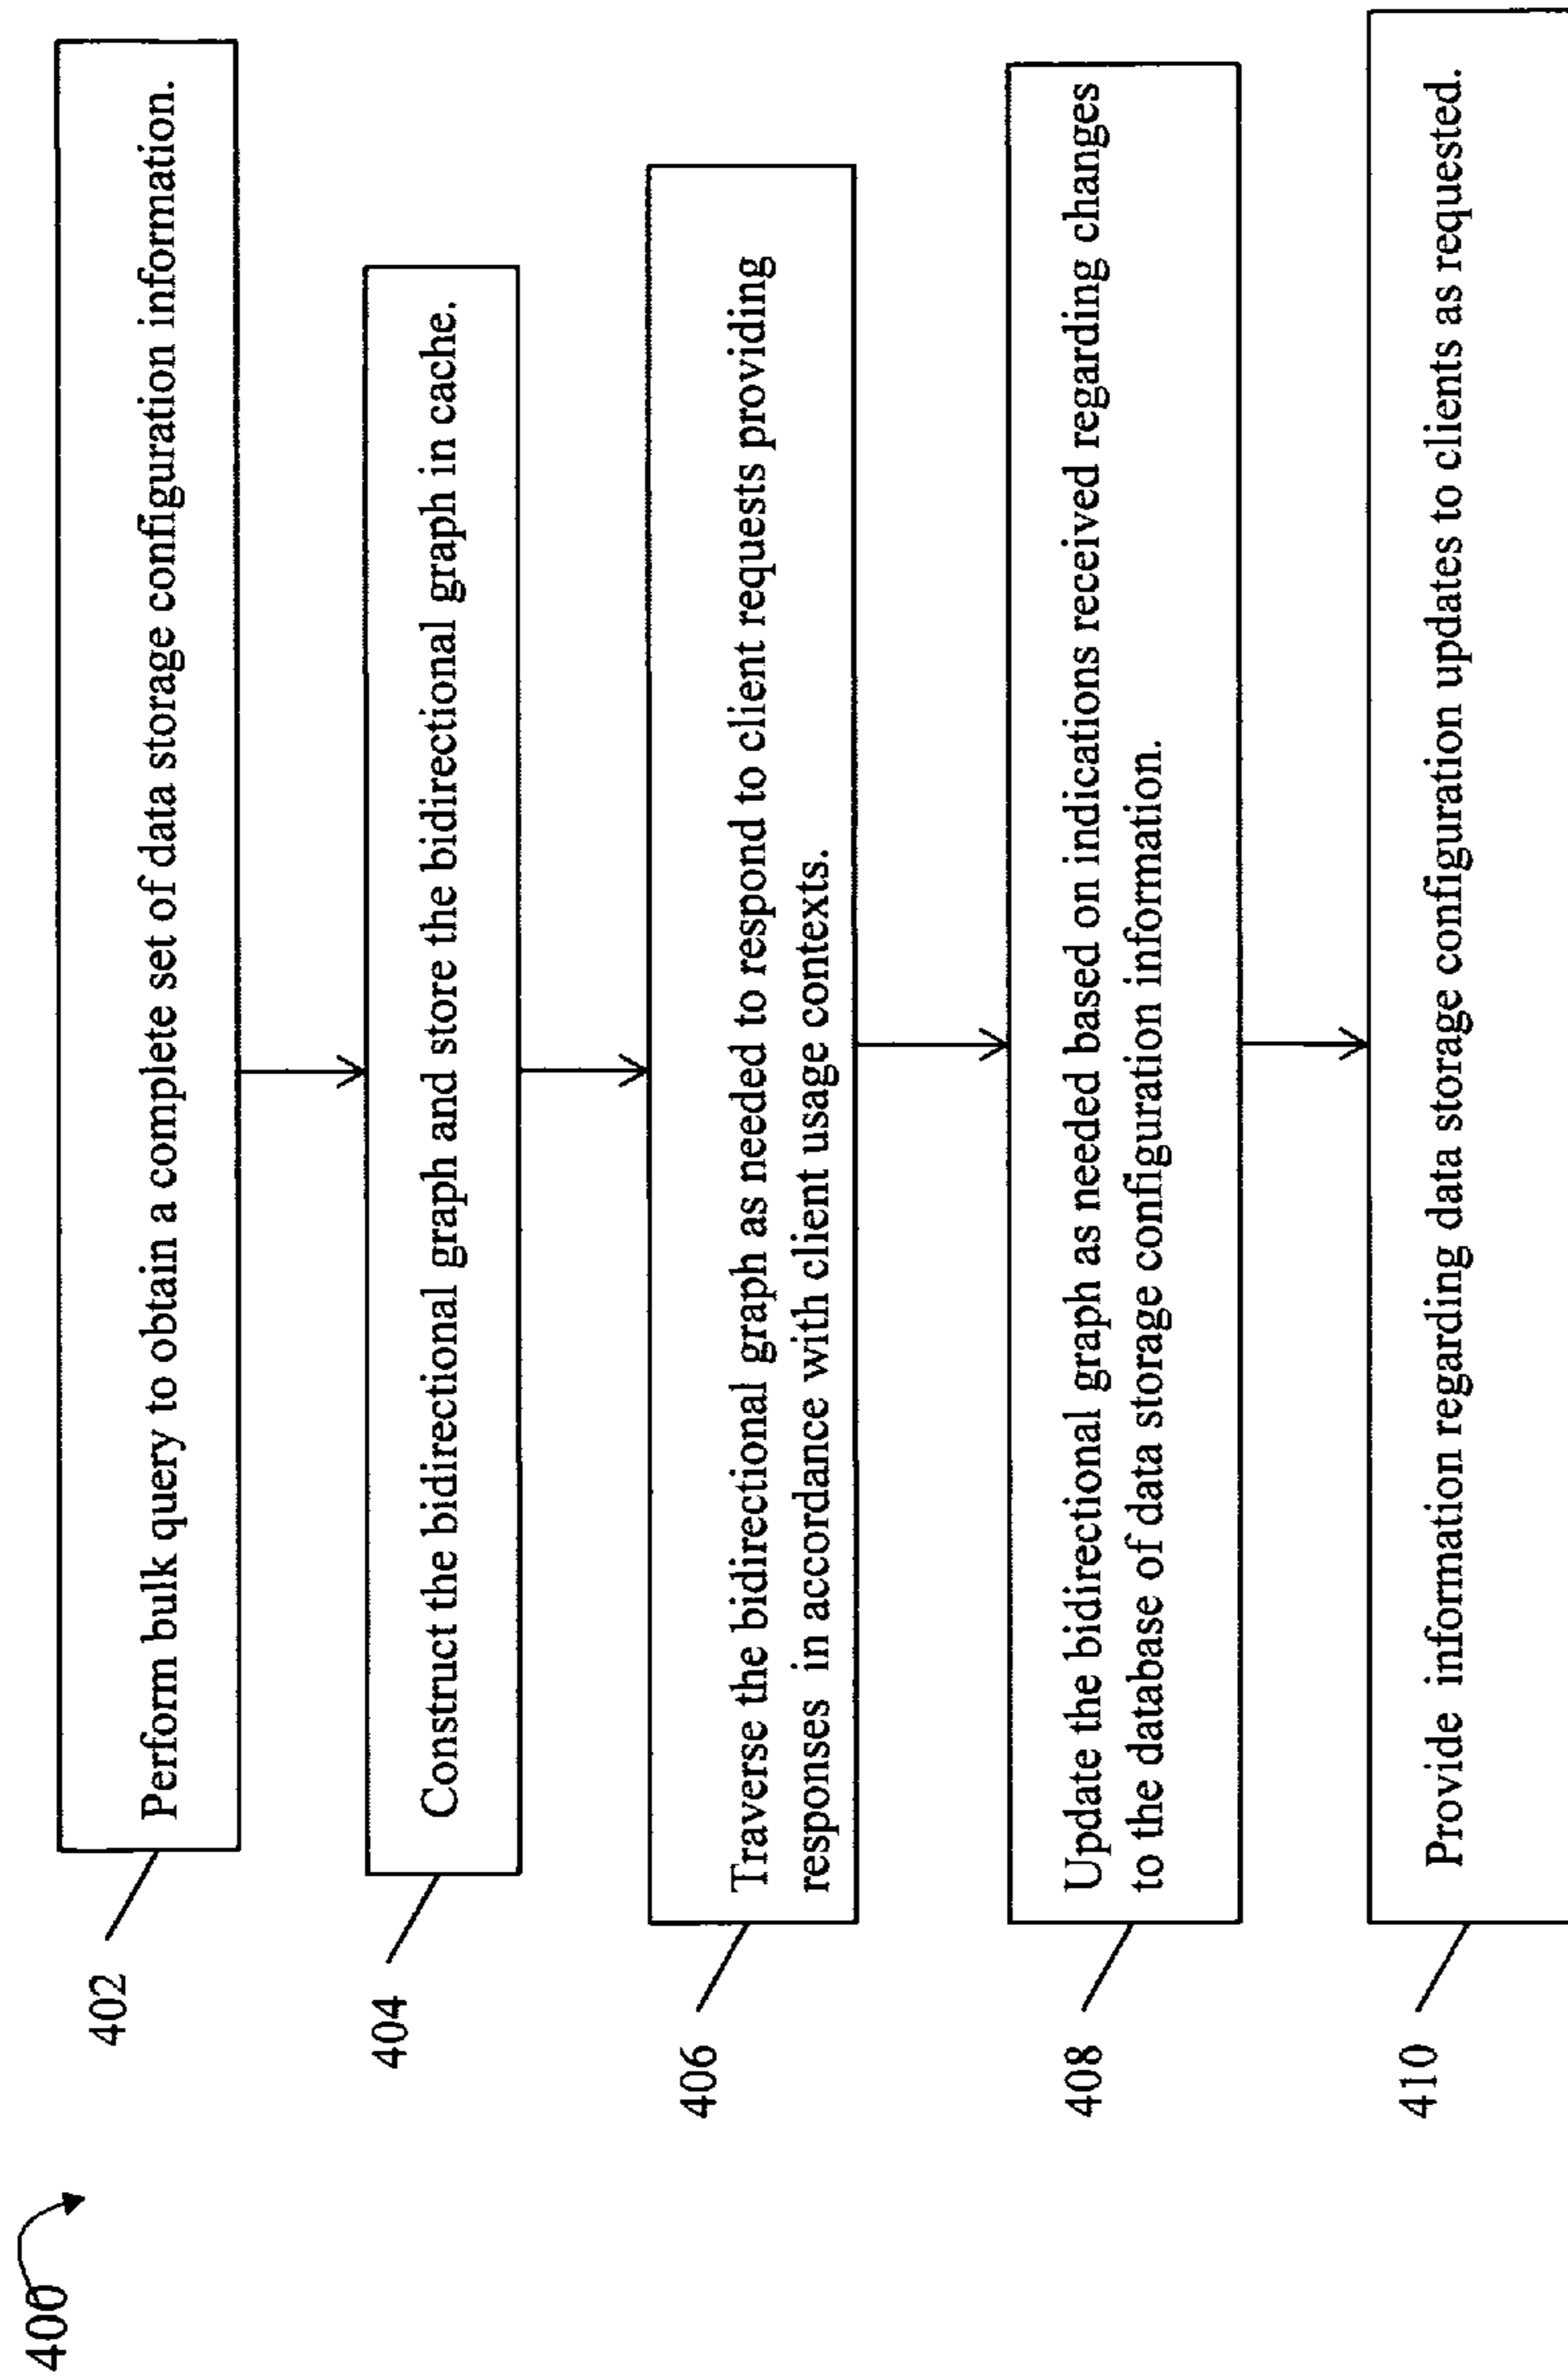 400
402
Perform bulk query to obtain a complete set of data storage configuration information.
404
Construct the bidirectional graph and store the bidirectional graph in cache.
406
Traverse the bidirectional graph as needed to respond to client requests providing
responses in accordance with client usage contexts.
408
Update the bidirectional graph as needed based on indications received regarding changes
to the database of data storage configuration information.
410
Provide information regarding data storage configuration updates to clients as requested.